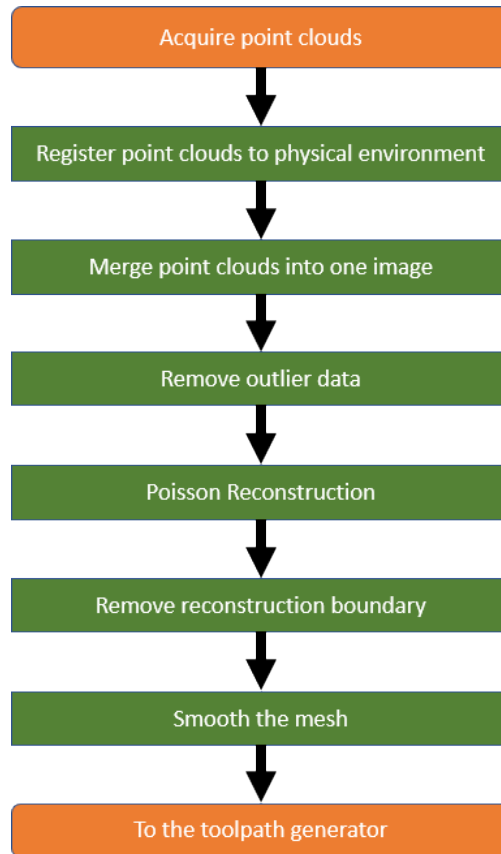 Acquire point clouds
Register point clouds to physical environment
Merge point clouds into one image
Remove outlier data
Poisson Reconstruction
Remove reconstruction boundary
Smooth the mesh
To the toolpath generator